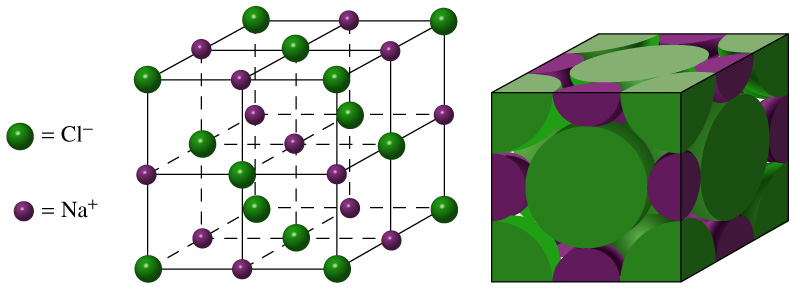 = Cl⁻
= Na⁺